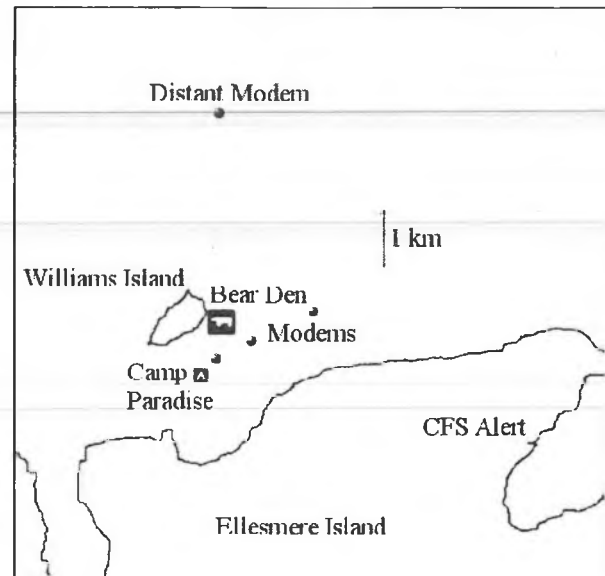 Distant Modem
1 km
Williams Island
Bear Den
Modems
Camp
Paradise
CFS Alert
Ellesmere Island